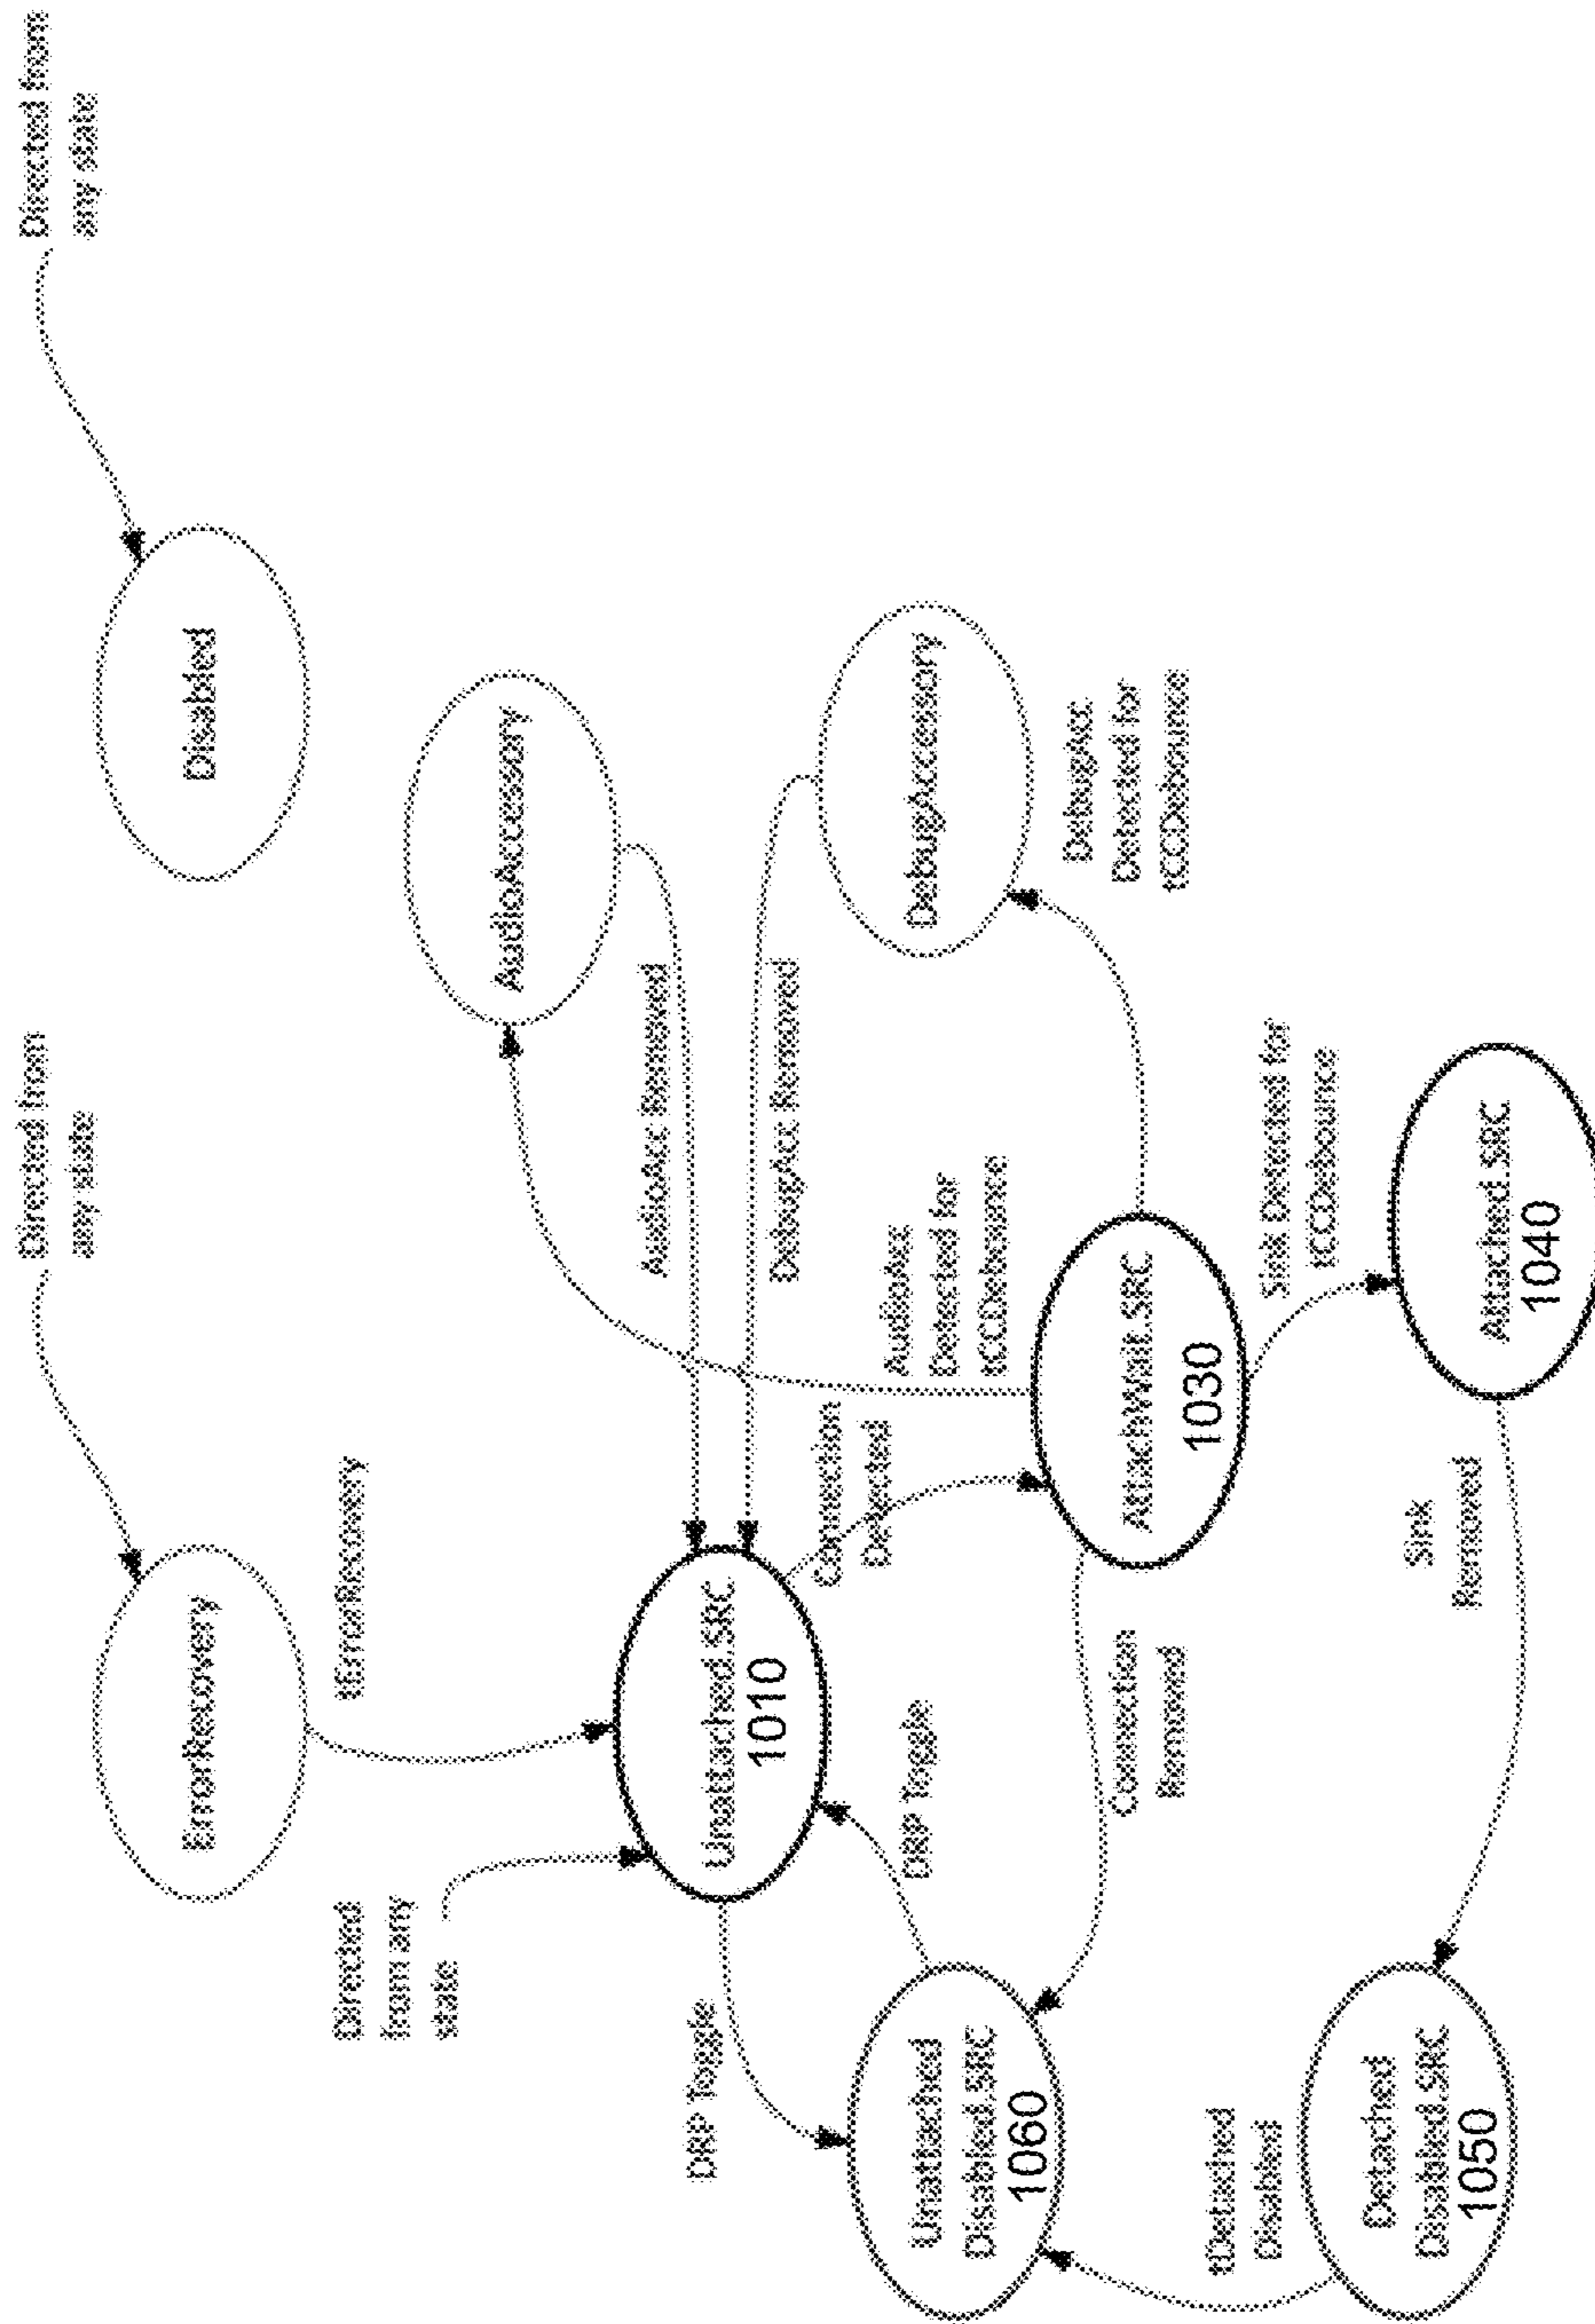 Directed from
any state
Directed from
any state
ErrorRecovery
Disabled
tErrorRecovery
Directed
from any
state
AudioAccessory
AudioAcc Removed
DebugAcc Removed
Unattached.SRC
1010
DRP Toggle
DRP Toggle
Connection
Detected
AudioAcc
Detected for
tCCDebounce
DebugAccessory
DebugAcc
Detected for
tCCDebounce
Unattached
Disabled.SRC
1060
Connection
Removed
AttachWait.SRC
1030
Sink Detected for
tCCDebounce
tDetached
Disabled
Sink
Removed
Detached
Disabled.SRC
1050
Attached.SRC
1040